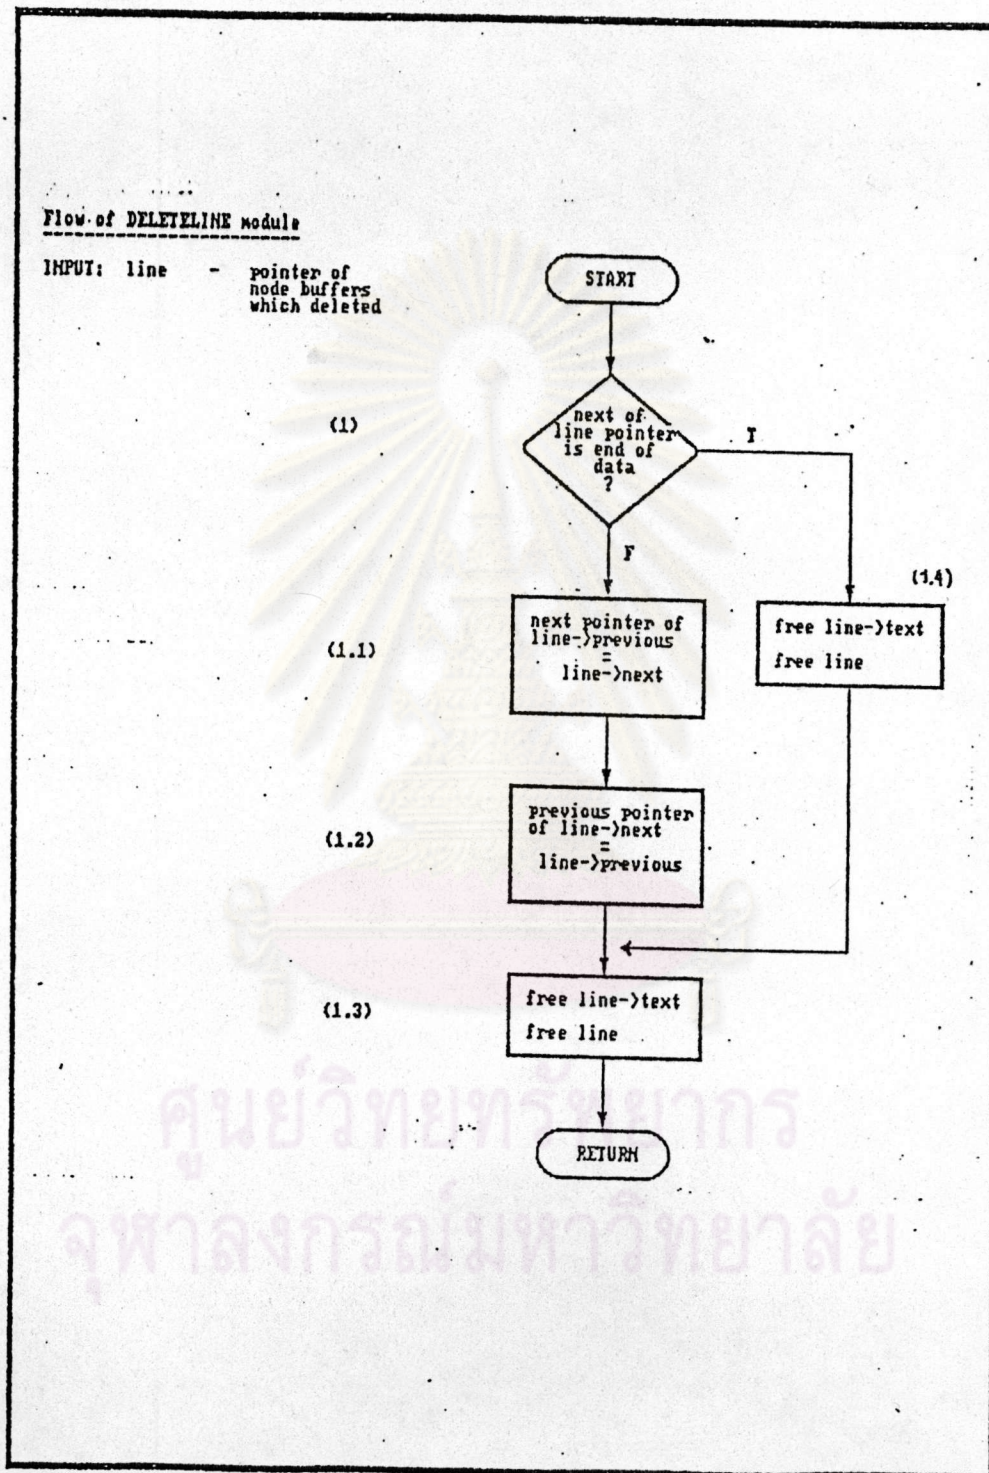 Flow of DELETELINE module
INPUT: line - pointer of
node buffers
which deleted
START
(1)
next of
line pointer
is end of
data
?
T
F
(1.1)
next pointer of
line->previous
=
line->next
(1.4)
free line->text
free line
(1.2)
previous pointer
of line->next
=
line->previous
(1.3)
free line->text
free line
RETURN
ศูนย์วิทยทรัพยากร
จุฬาลงกรณ์มหาวิทยาลัย